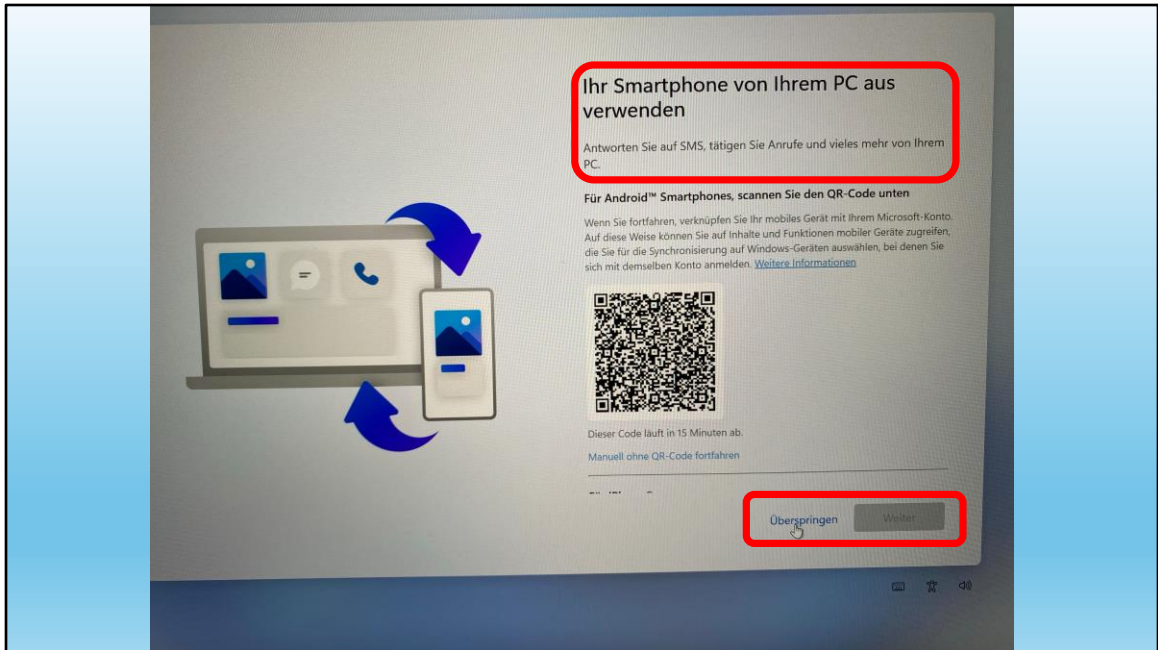 Ihr Smartphone von Ihrem PC aus
verwenden
Antworten Sie auf SMS, tätigen Sie Anrufe und vieles mehr von Ihrem
PC.
Für Android™ Smartphones, scannen Sie den QR-Code unten
Wenn Sie fortfahren, verknüpfen Sie Ihr mobiles Gerät mit Ihrem Microsoft-Konto.
Auf diese Weise können Sie auf Inhalte und Funktionen mobiler Geräte zugreifen,
die Sie für die Synchronisierung auf Windows-Geräten auswählen, bei denen Sie
sich mit demselben Konto anmelden. Weitere Informationen
Dieser Code läuft in 15 Minuten ab.
Manuell ohne QR-Code fortfahren
Überspringen Weiter